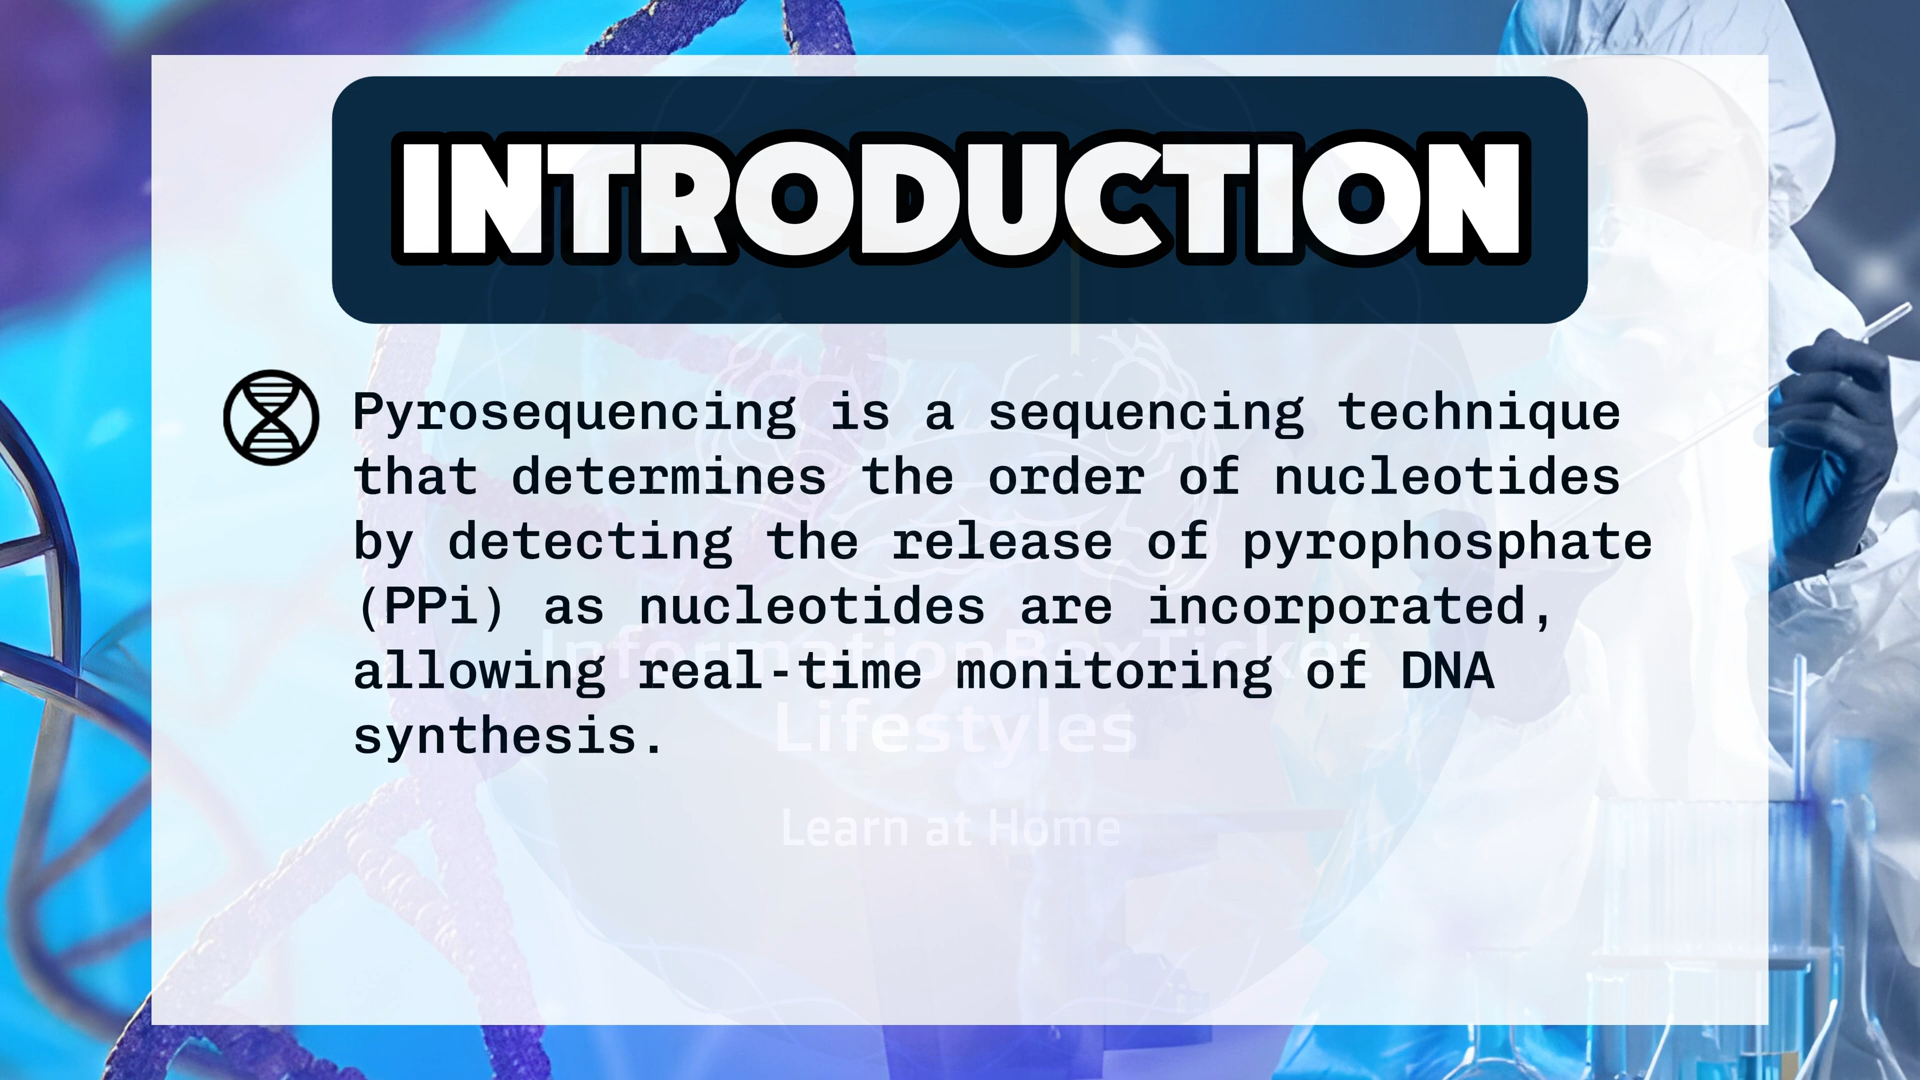 INTRODUCTION
Pyrosequencing is a sequencing technique
that determines the order of nucleotides
by detecting the release of pyrophosphate
(PPi) as nucleotides are incorporated,
allowing real-time monitoring of DNA
synthesis.
InformationBoxTicket
Lifestyles
Learn at Home